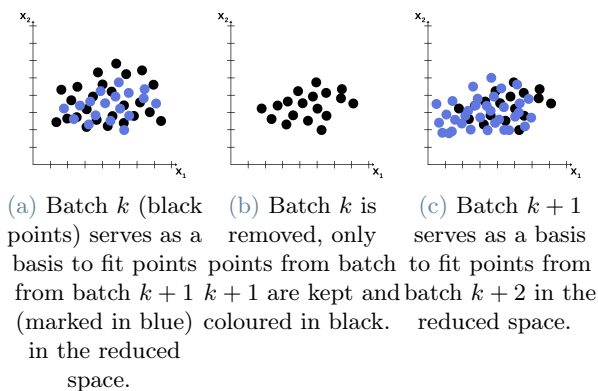 x₂
x₁
(a) Batch k (black
points) serves as a
basis to fit points
from batch k + 1
(marked in blue)
in the reduced
space.
x₂
x₁
(b) Batch k is
removed, only
points from batch
k + 1 are kept and
coloured in black.
x₂
x₁
(c) Batch k + 1
serves as a basis
to fit points from
batch k + 2 in the
reduced space.